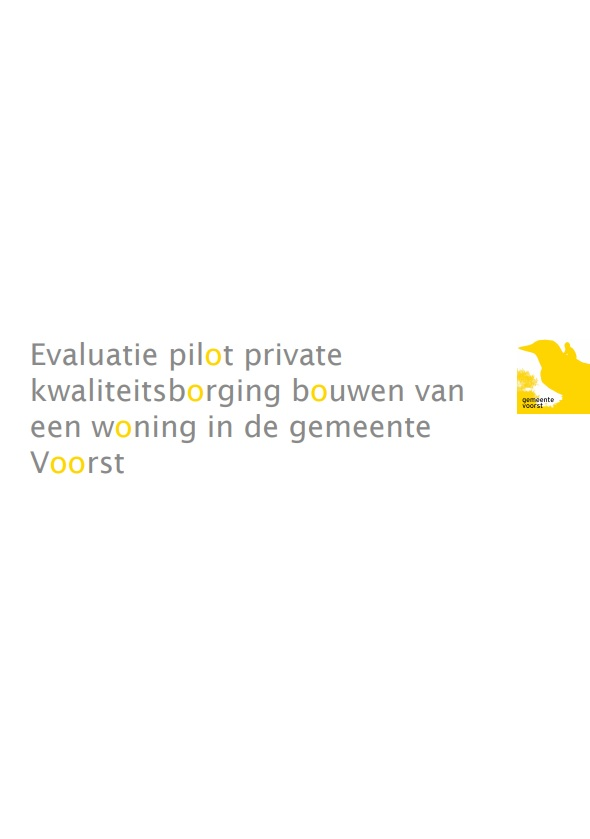 Evaluatie pilot private
kwaliteitsborging bouwen van
een woning in de gemeente
Voorst
gemeente
voorst